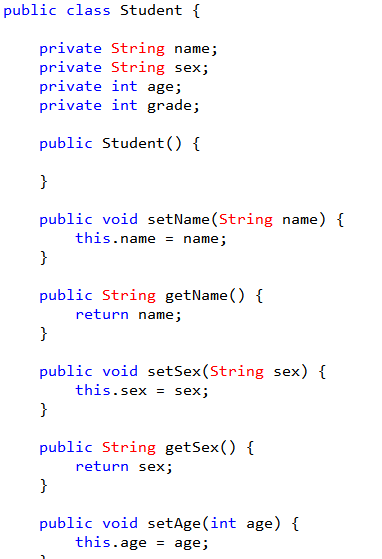 public class Student {
private String name;
private String sex;
private int age;
private int grade;
public Student() {
}
public void setName(String name) {
this.name = name;
}
public String getName() {
return name;
}
public void setSex(String sex) {
this.sex = sex;
}
public String getSex() {
return sex;
}
public void setAge(int age) {
this.age = age;
}